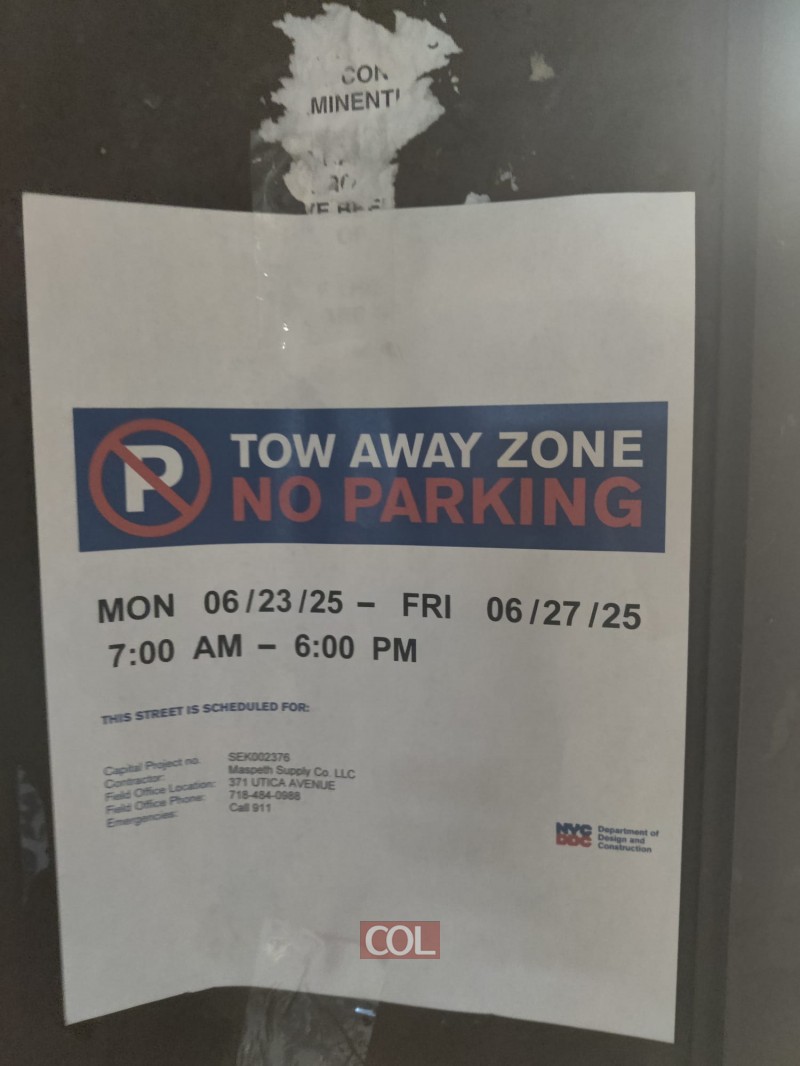 CON
MINENT
P
TOW AWAY ZONE
NO PARKING
MON 06/23/25 – FRI 06/27/25
7:00 AM – 6:00 PM
THIS STREET IS SCHEDULED FOR:
Capital Project no. SEK002376
Contractor: Maspeth Supply Co. LLC
Field Office Location: 371 UTICA AVENUE
Field Office Phone: 718-484-0988
Emergencies: Call 911
NYC Department of
DDC Design and
Construction
COL